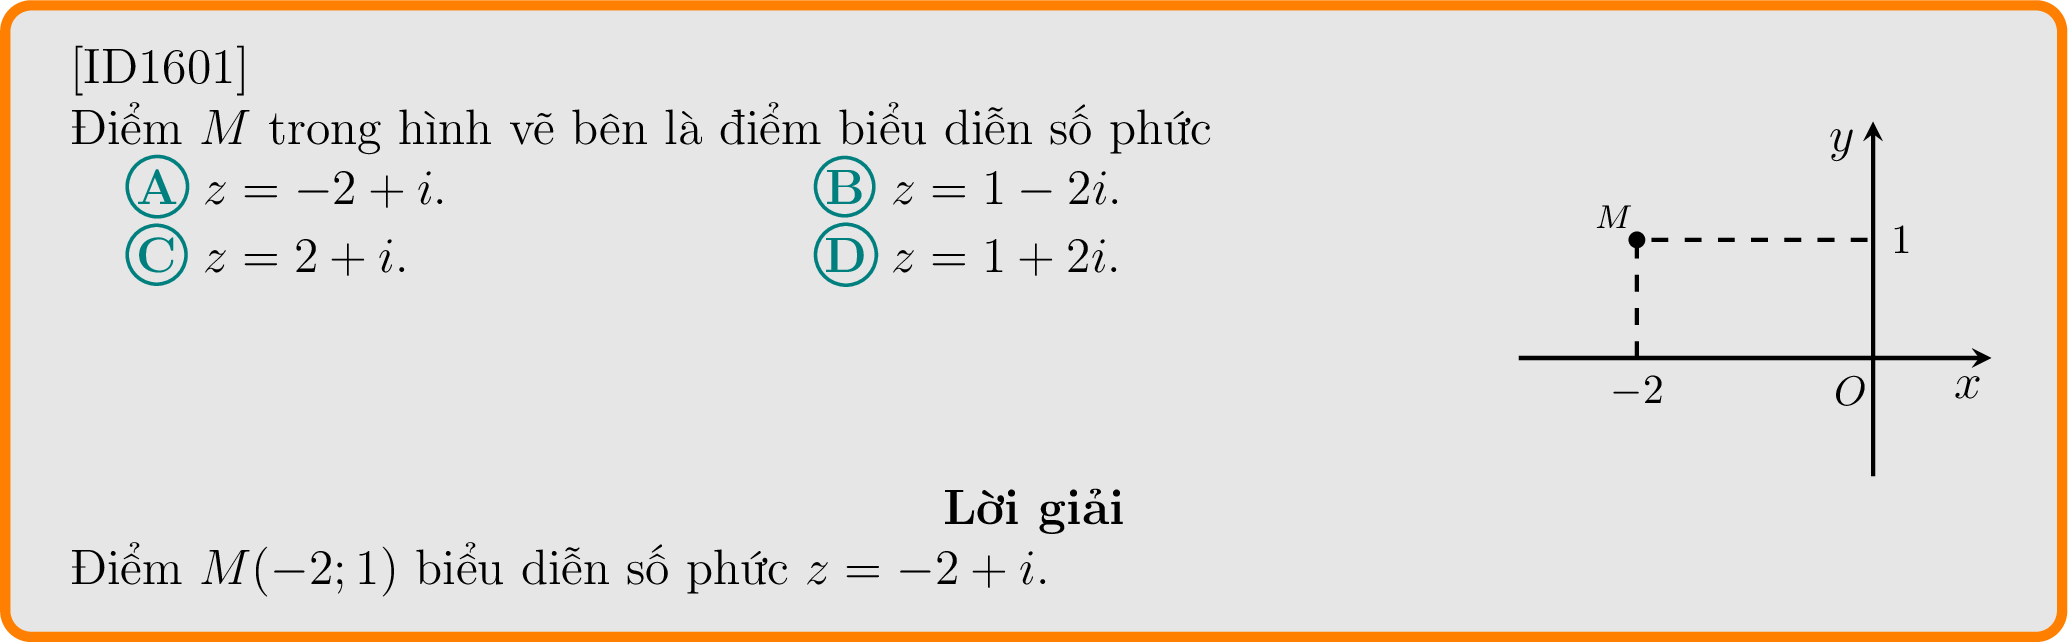 [ID1601]
Điểm M trong hình vẽ bên là điểm biểu diễn số phức
A z = −2 + i. B z = 1 − 2i.
C z = 2 + i. D z = 1 + 2i.
y
M
1
−2
O
x
Lời giải
Điểm M(−2; 1) biểu diễn số phức z = −2 + i.